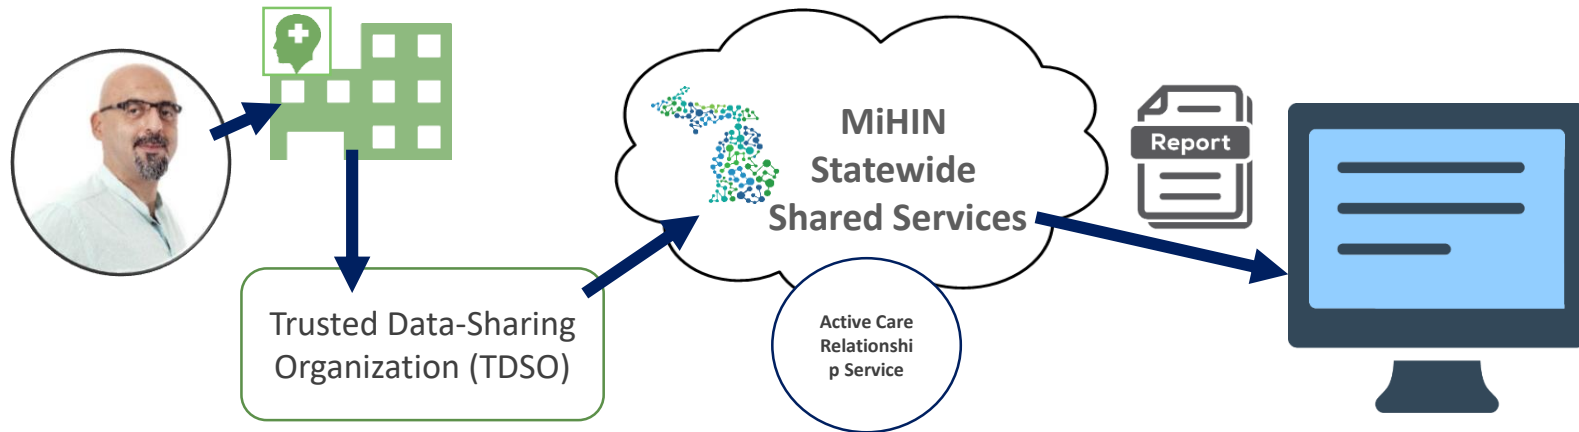 MiHIN
Statewide
Shared Services
Report
Trusted Data-Sharing
Organization (TDSO)
Active Care
Relationshi
p Service